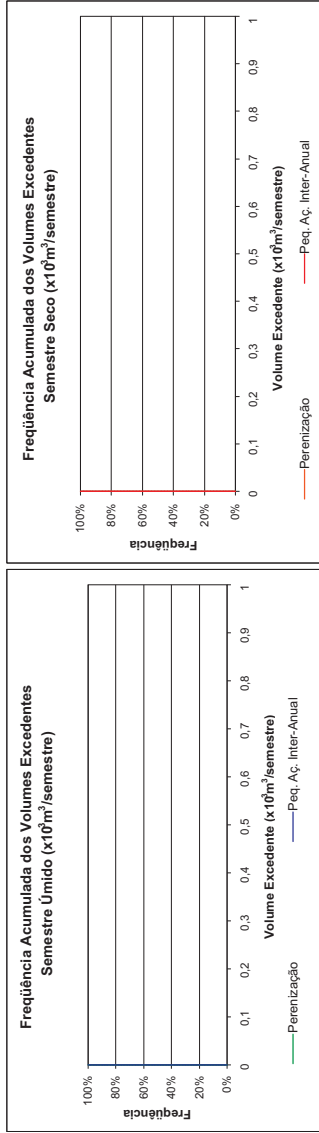 Freqüência Acumulada dos Volumes Excedentes
Semestre Úmido (x10³m³/semestre)
100%
80%
60%
40%
20%
0%
Freqüência
0
0,1
0,2
0,3
0,4
0,5
0,6
0,7
0,8
0,9
1
Volume Excedente (x10³m³/semestre)
Perenização
Peq. Aç. Inter-Anual
Freqüência Acumulada dos Volumes Excedentes
Semestre Seco (x10³m³/semestre)
100%
80%
60%
40%
20%
0%
Freqüência
0
0,1
0,2
0,3
0,4
0,5
0,6
0,7
0,8
0,9
1
Volume Excedente (x10³m³/semestre)
Perenização
Peq. Aç. Inter-Anual